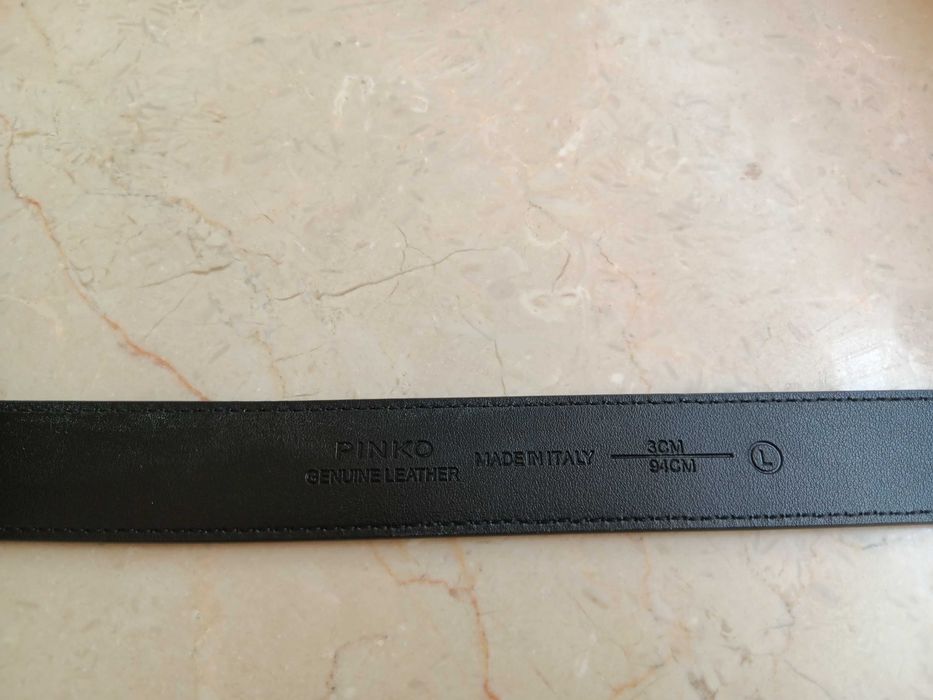 PINKO
GENUINE LEATHER
MADE IN ITALY
3CM
94CM
L